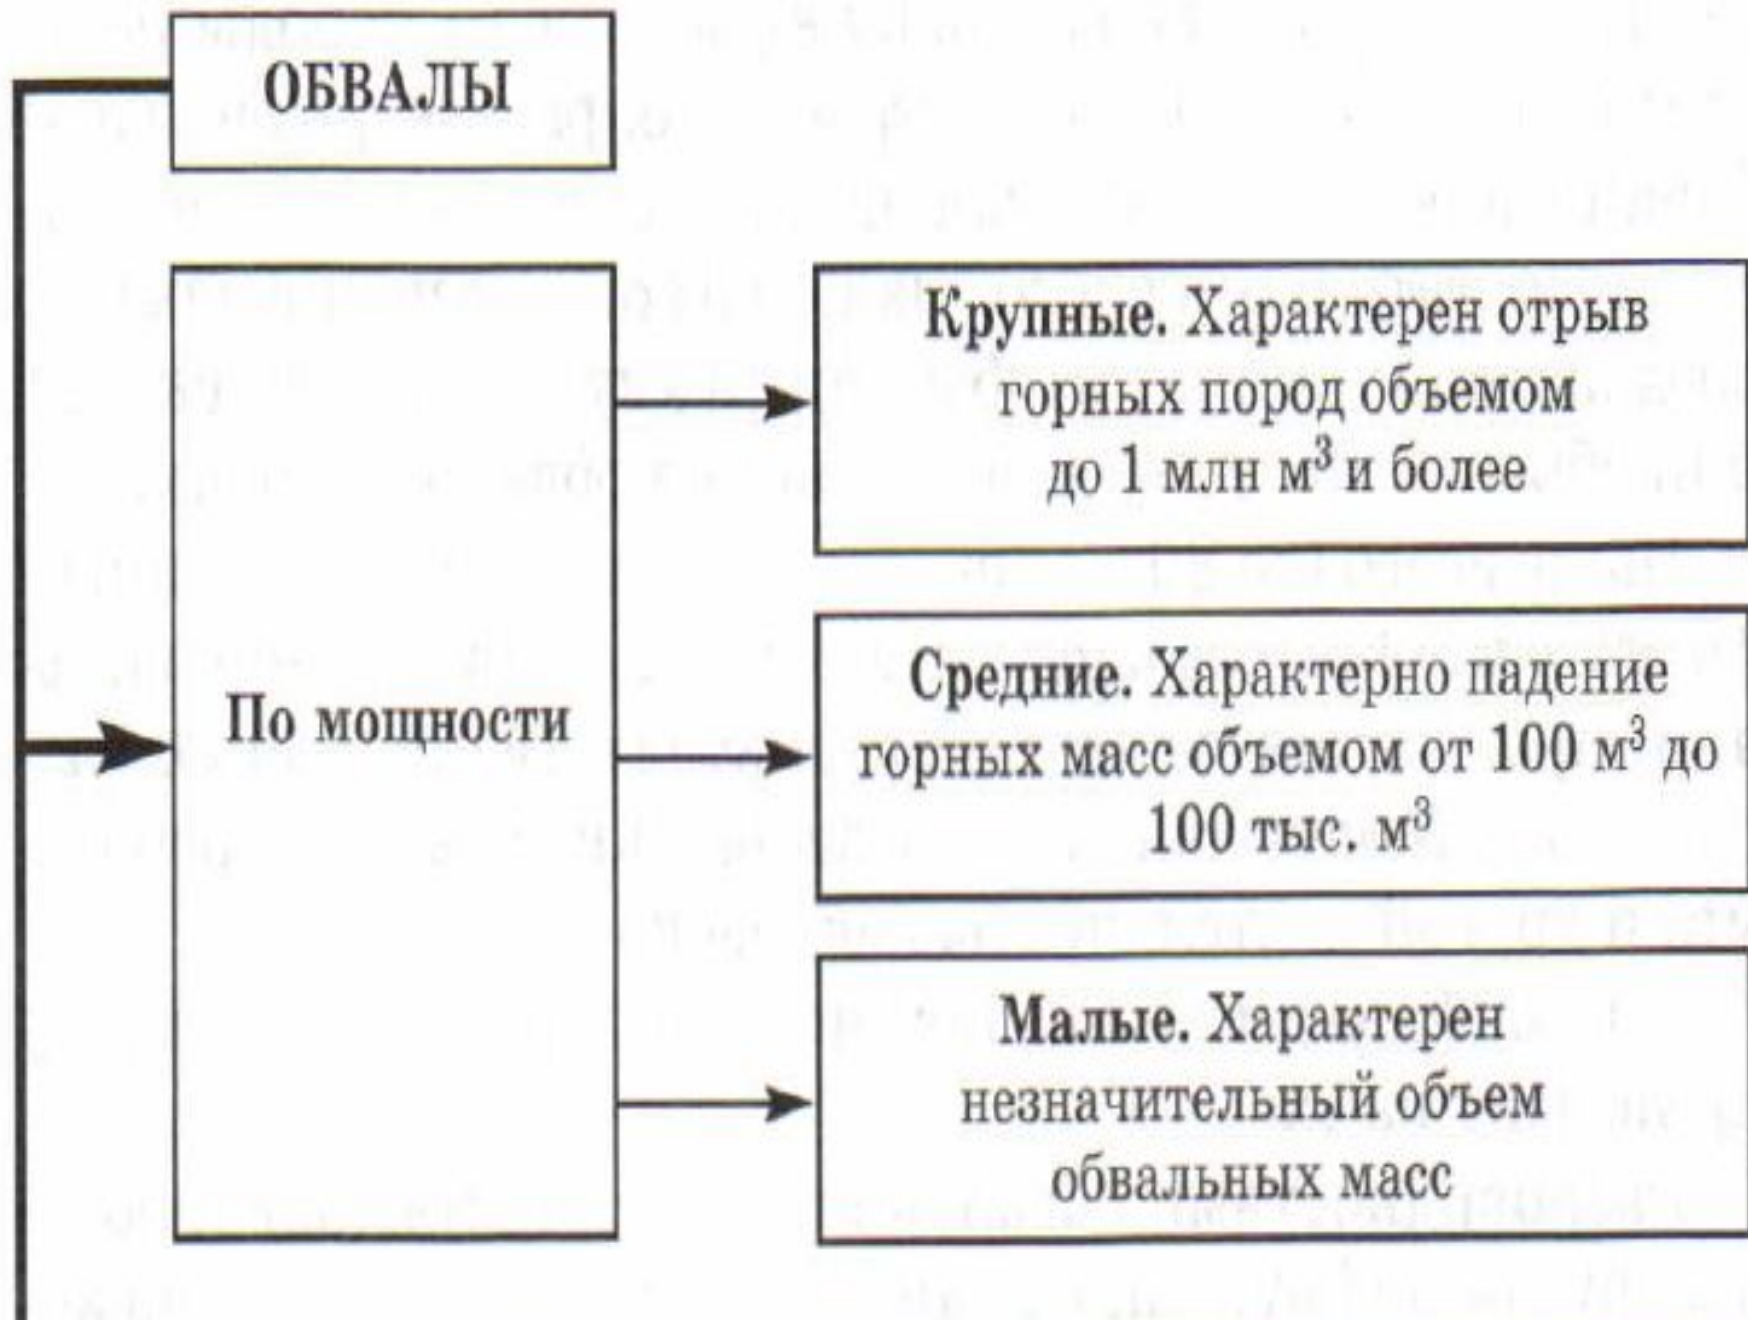 ОБВАЛЫ
По мощности
Крупные. Характерен отрыв
горных пород объемом
до 1 млн м³ и более
Средние. Характерно падение
горных масс объемом от 100 м³ до
100 тыс. м³
Малые. Характерен
незначительный объем
обвальных масс